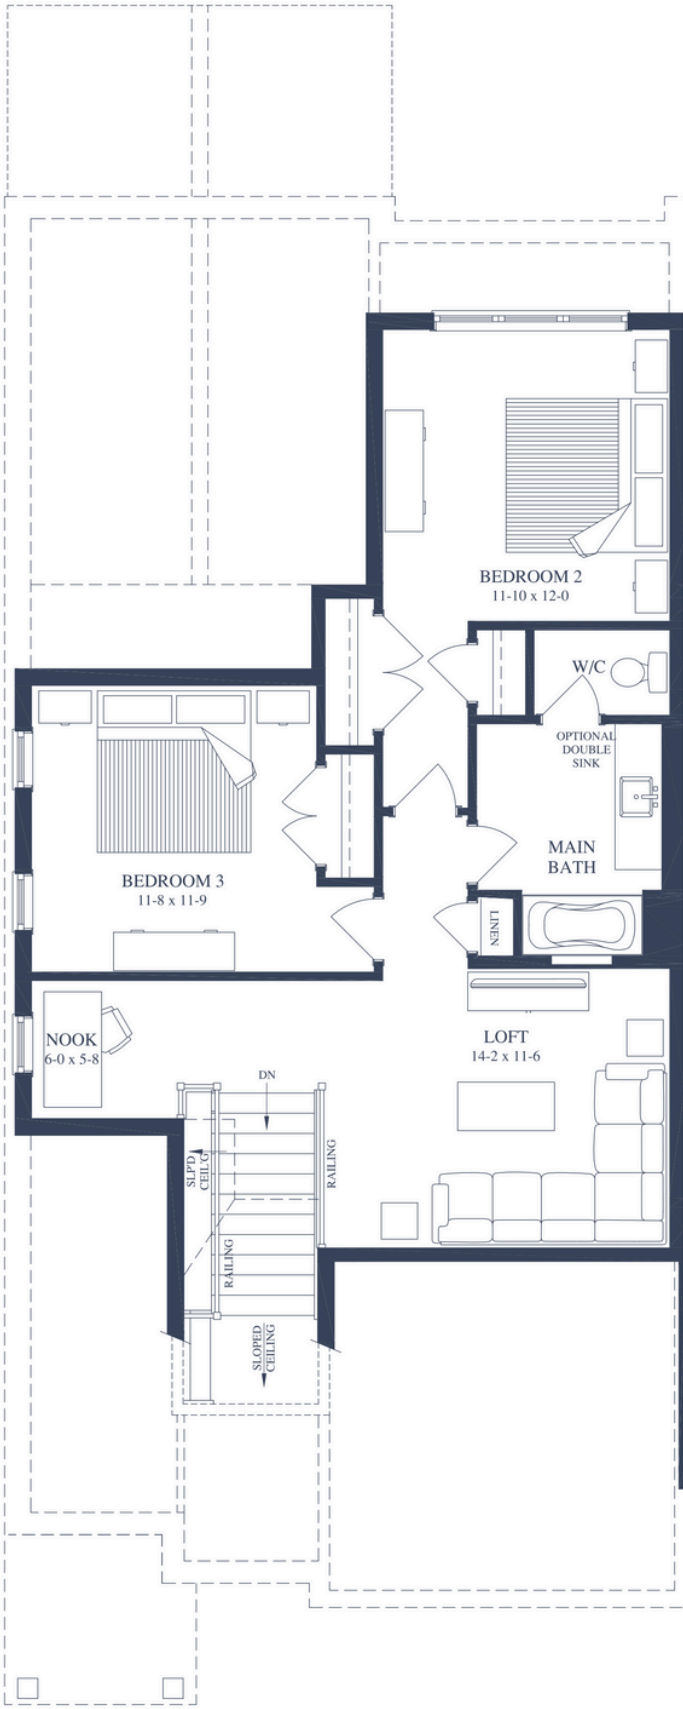 BEDROOM 2
11-10 x 12-0
W/C
OPTIONAL
DOUBLE
SINK
MAIN
BATH
BEDROOM 3
11-8 x 11-9
LINEN
NOOK
6-0 x 5-8
LOFT
14-2 x 11-6
DN
SLP'D
CEIL'G
RAILING
RAILING
SLOPED
CEILING